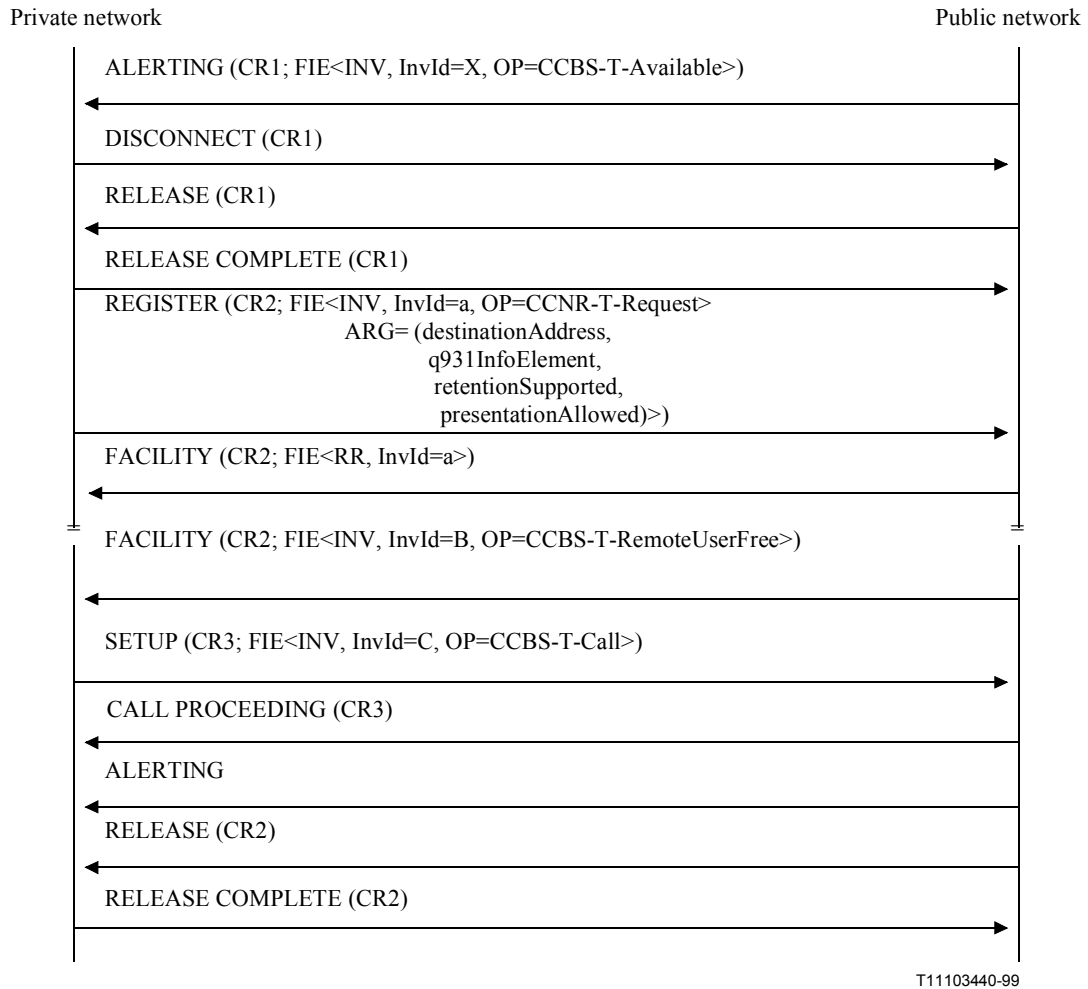 Private network
Public network
ALERTING (CR1; FIE<INV, InvId=X, OP=CCBS-T-Available>)
DISCONNECT (CR1)
RELEASE (CR1)
RELEASE COMPLETE (CR1)
REGISTER (CR2; FIE<INV, InvId=a, OP=CCNR-T-Request>
ARG= (destinationAddress,
q931InfoElement,
retentionSupported,
presentationAllowed)>)
FACILITY (CR2; FIE<RR, InvId=a>)
FACILITY (CR2; FIE<INV, InvId=B, OP=CCBS-T-RemoteUserFree>)
SETUP (CR3; FIE<INV, InvId=C, OP=CCBS-T-Call>)
CALL PROCEEDING (CR3)
ALERTING
RELEASE (CR2)
RELEASE COMPLETE (CR2)
T11103440-99